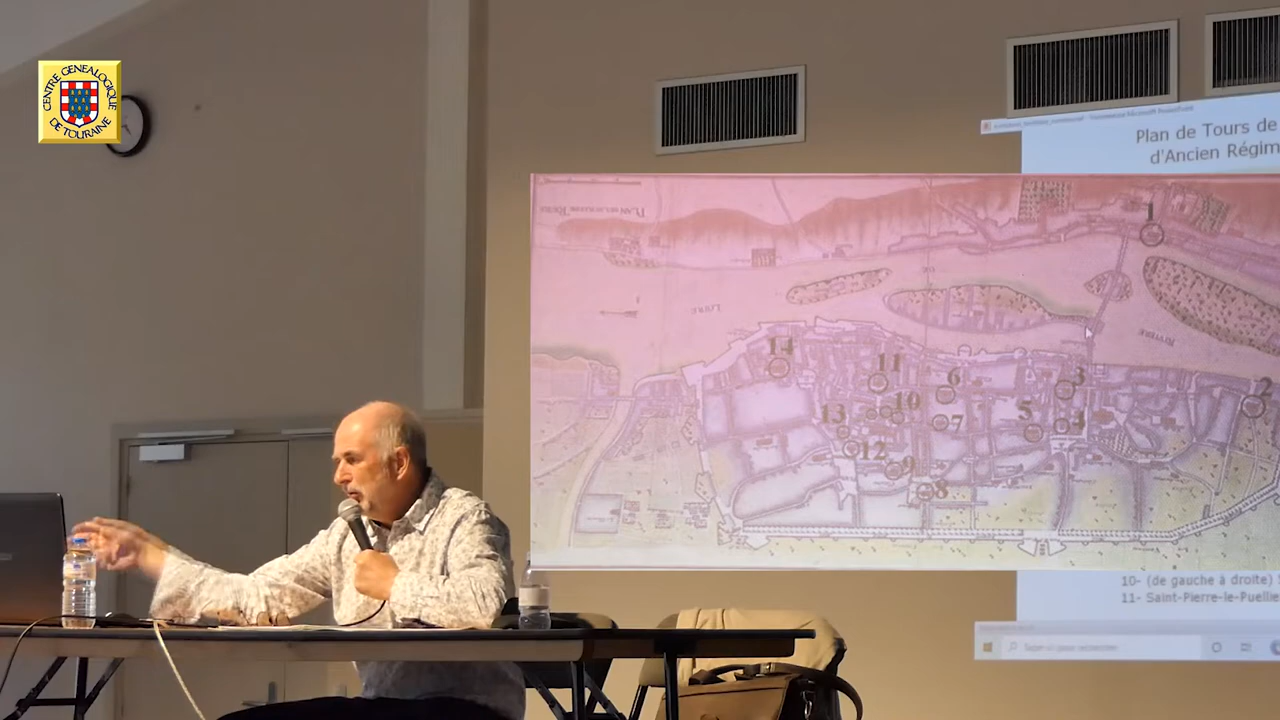 CENTRE GENEALOGIQUE
DE TOURAINE
Plan de Tours de
d'Ancien Régim
LOIRE
RIVIERE
1
2
3
4
5
6
7
8
9
10
11
12
13
14
10- (de gauche à droite)
11- Saint-Pierre-le-Puellie